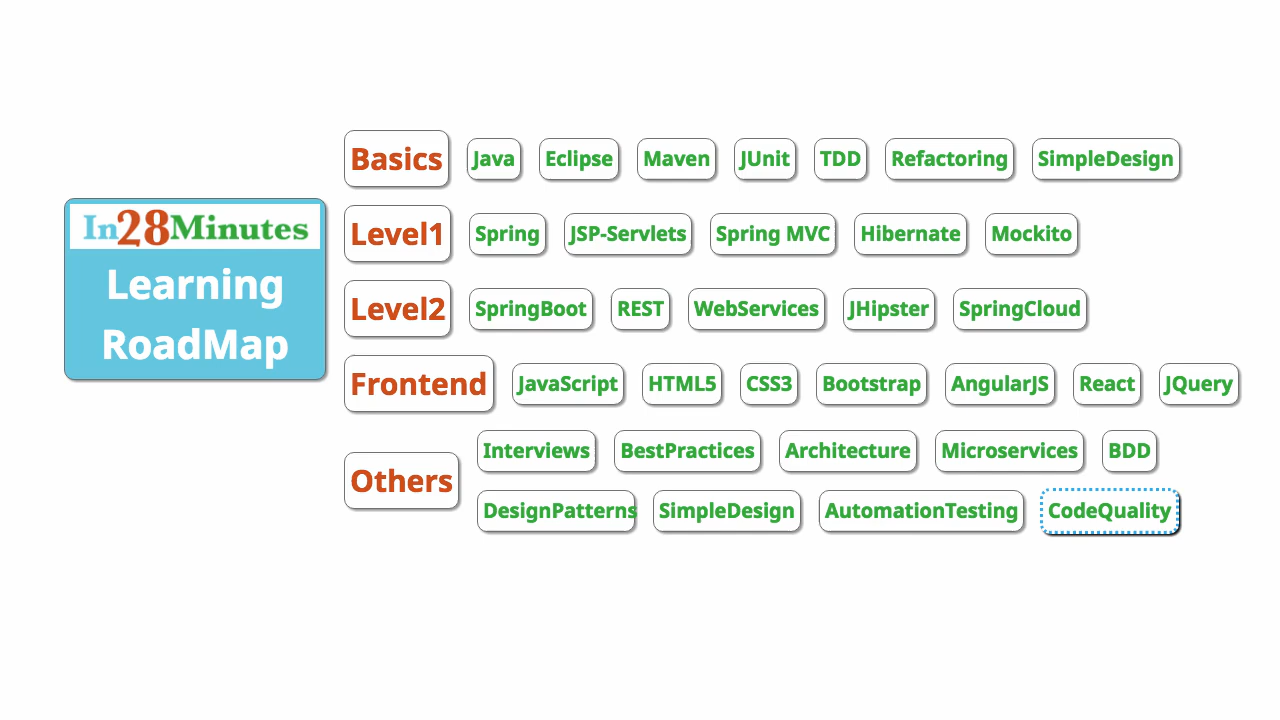 In28Minutes
Learning
RoadMap
Basics Java Eclipse Maven JUnit TDD Refactoring SimpleDesign
Level1 Spring JSP-Servlets Spring MVC Hibernate Mockito
Level2 SpringBoot REST WebServices JHipster SpringCloud
Frontend JavaScript HTML5 CSS3 Bootstrap AngularJS React JQuery
Others
Interviews BestPractices Architecture Microservices BDD
DesignPatterns SimpleDesign AutomationTesting CodeQuality